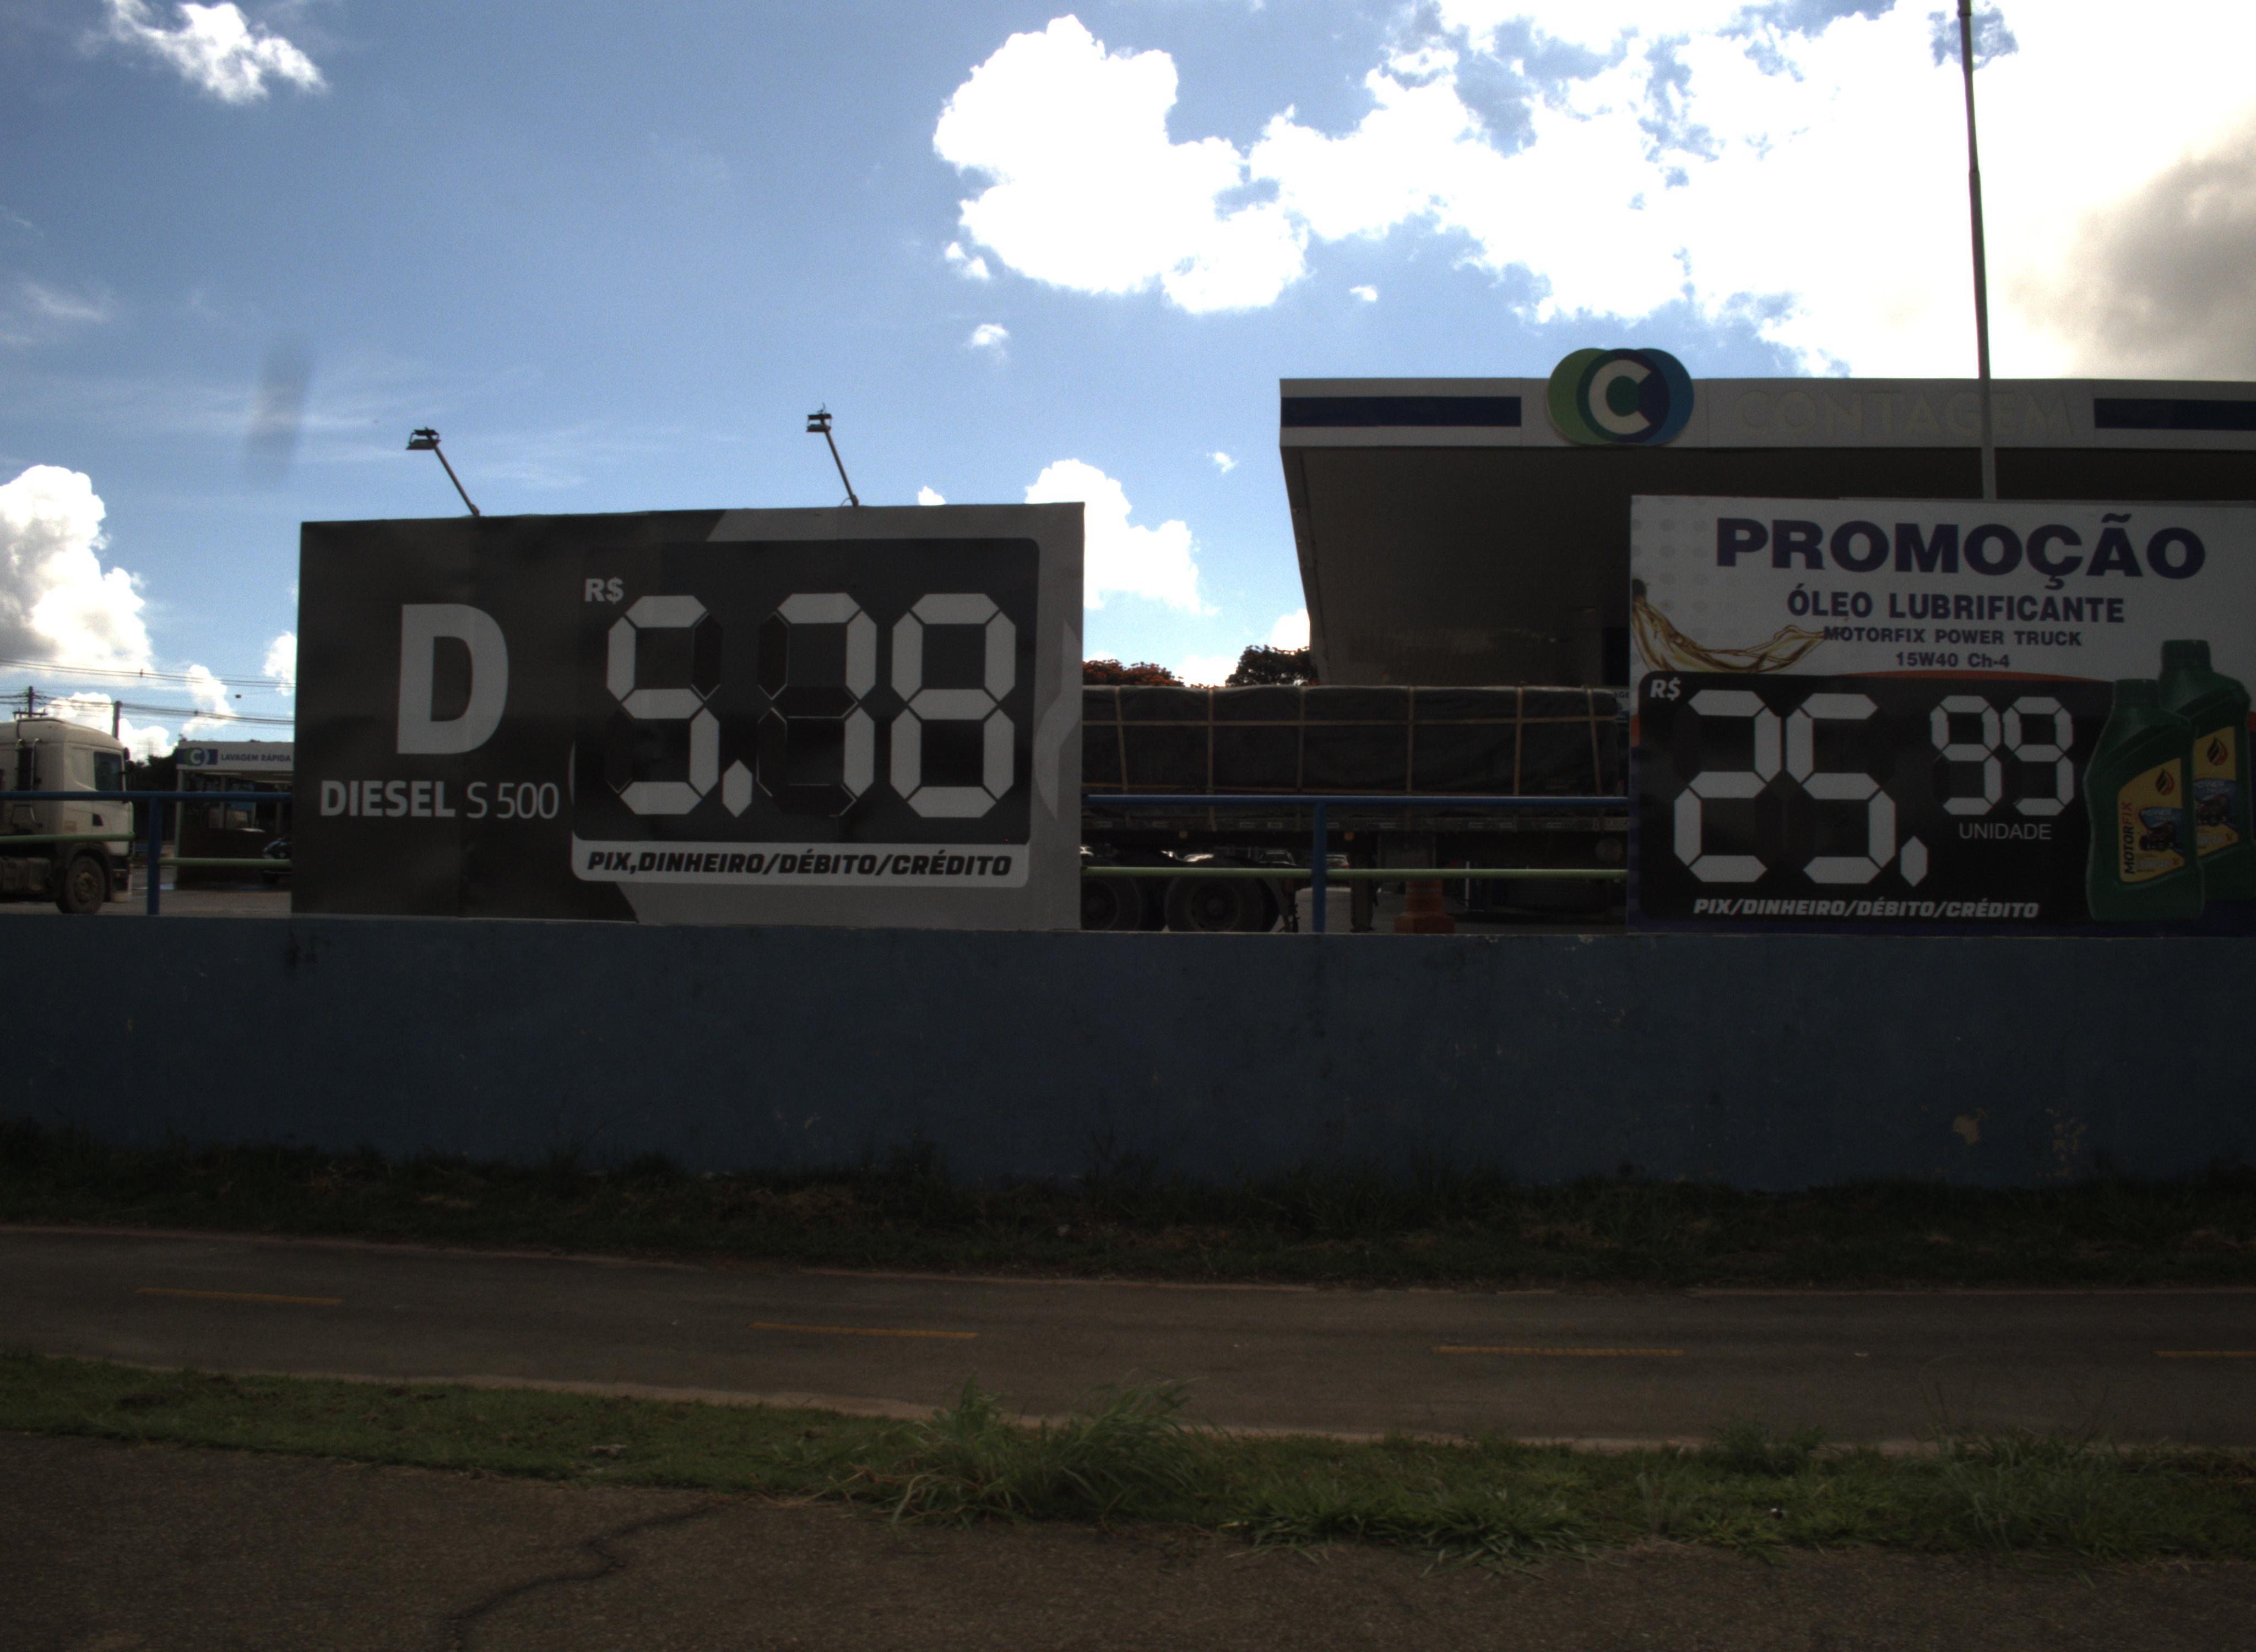 C CONTAGEM
PROMOÇÃO
ÓLEO LUBRIFICANTE
MOTORFIX POWER TRUCK
15W40 Ch-4
R$ 25,99
UNIDADE
PIX/DINHEIRO/DÉBITO/CRÉDITO
MOTORFIX
D
DIESEL S 500
R$ 5,78
PIX,DINHEIRO/DÉBITO/CRÉDITO
C LAVAGEM RÁPIDA